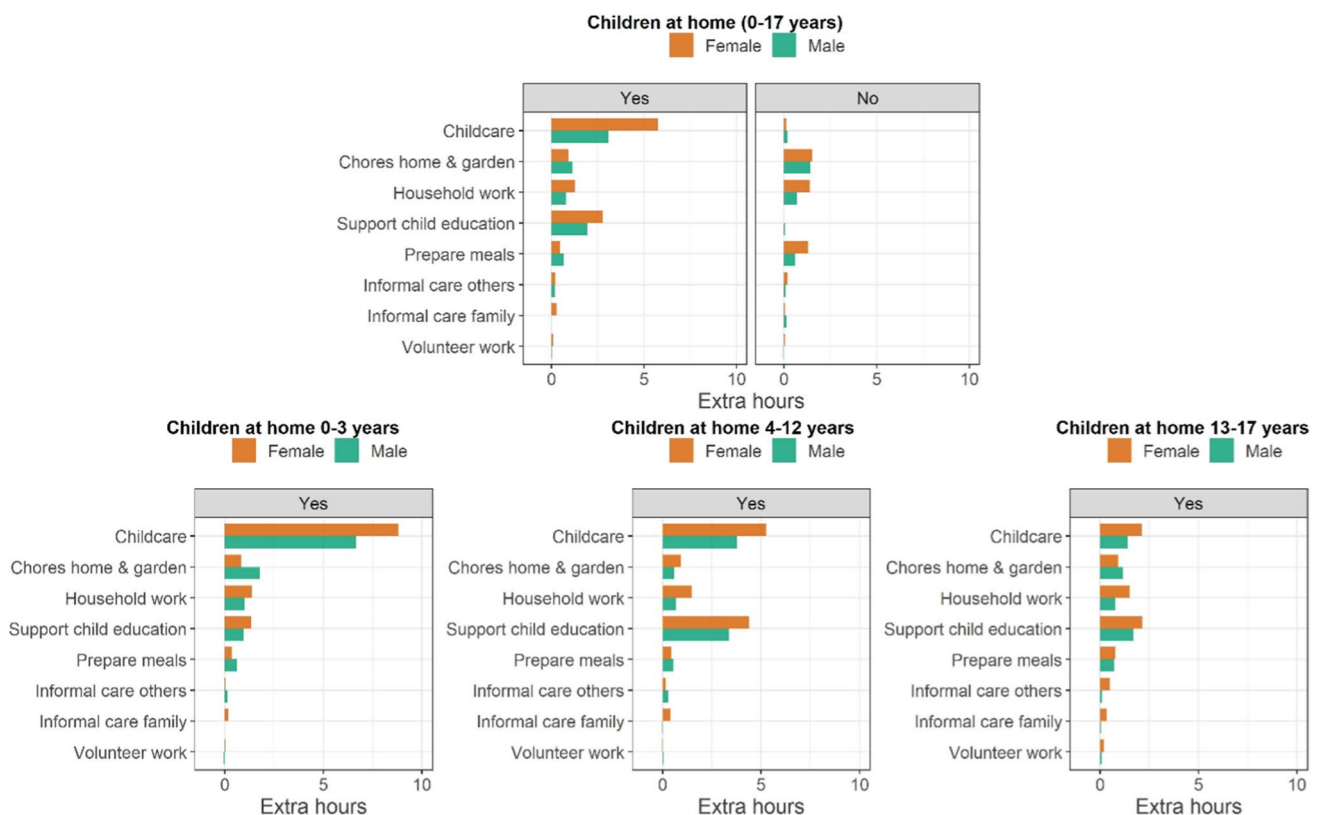 Children at home (0-17 years)
Female Male
Yes No
Childcare
Chores home & garden
Household work
Support child education
Prepare meals
Informal care others
Informal care family
Volunteer work
0 5 10 0 5 10
Extra hours
Children at home 0-3 years
Female Male
Yes
Childcare
Chores home & garden
Household work
Support child education
Prepare meals
Informal care others
Informal care family
Volunteer work
0 5 10
Extra hours
Children at home 4-12 years
Female Male
Yes
Childcare
Chores home & garden
Household work
Support child education
Prepare meals
Informal care others
Informal care family
Volunteer work
0 5 10
Extra hours
Children at home 13-17 years
Female Male
Yes
Childcare
Chores home & garden
Household work
Support child education
Prepare meals
Informal care others
Informal care family
Volunteer work
0 5 10
Extra hours